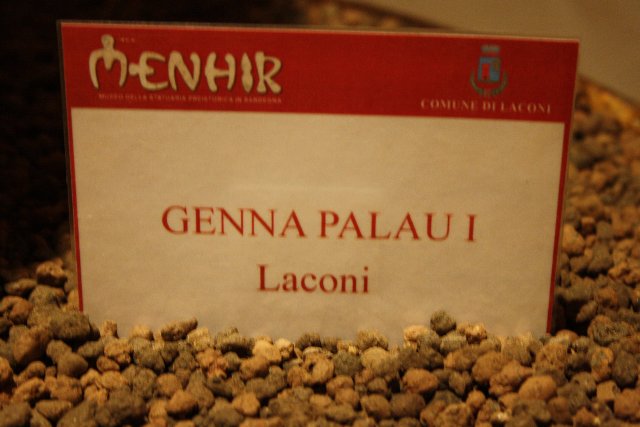 MENHIR
MUSEO DELLA STATUARIA PREISTORICA IN SARDEGNA
COMUNE DI LACONI
GENNA PALAU I
Laconi